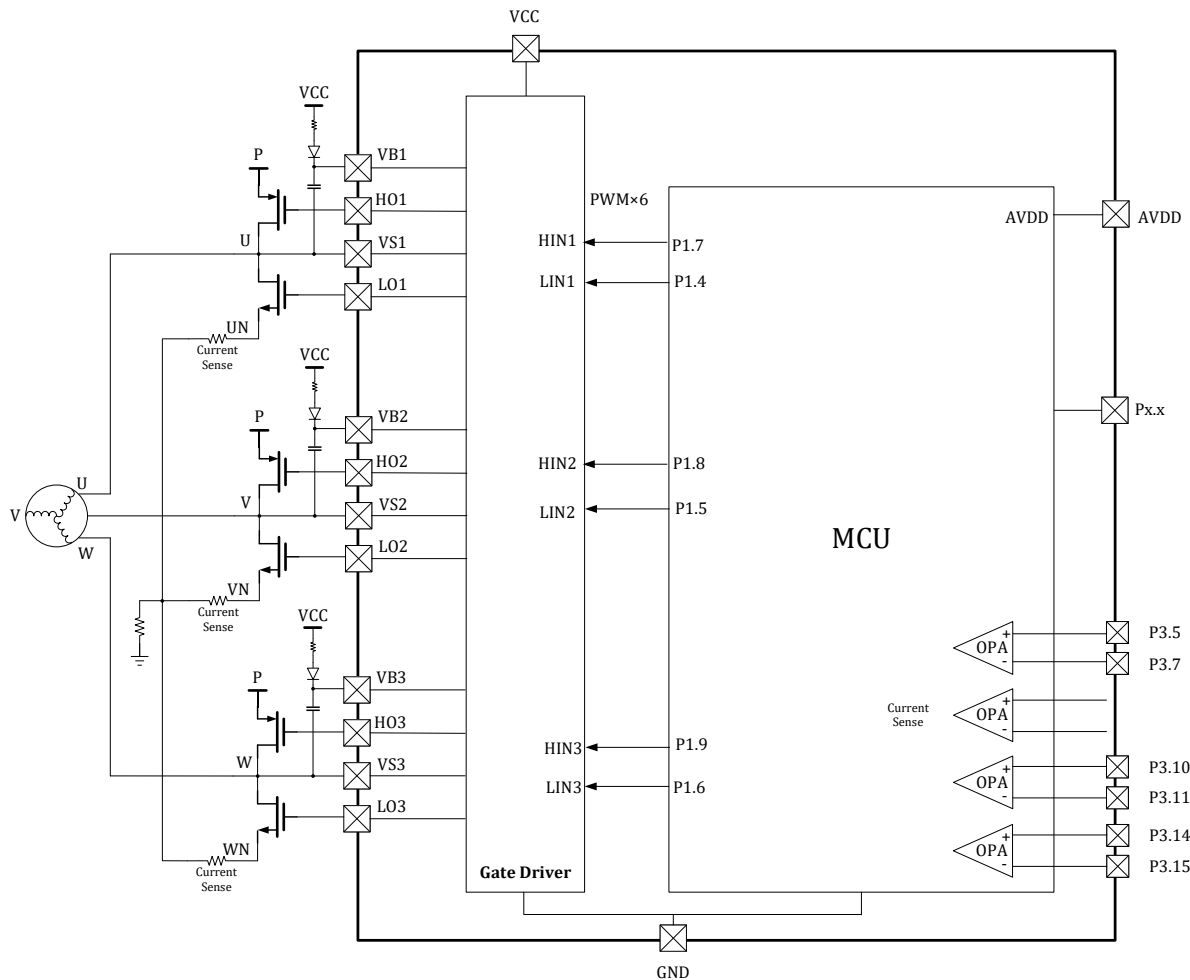 VCC
VCC
P
VB1
HO1
U
VS1
LO1
UN
Current
Sense
VCC
P
VB2
HO2
V
VS2
LO2
VN
Current
Sense
U
V
W
VCC
P
VB3
HO3
W
VS3
LO3
WN
Current
Sense
PWM×6
HIN1
LIN1
HIN2
LIN2
HIN3
LIN3
Gate Driver
P1.7
P1.4
P1.8
P1.5
P1.9
P1.6
MCU
AVDD
AVDD
Px.x
+
OPA
-
P3.5
P3.7
Current
Sense
+
OPA
-
+
OPA
-
P3.10
P3.11
+
OPA
-
P3.14
P3.15
GND